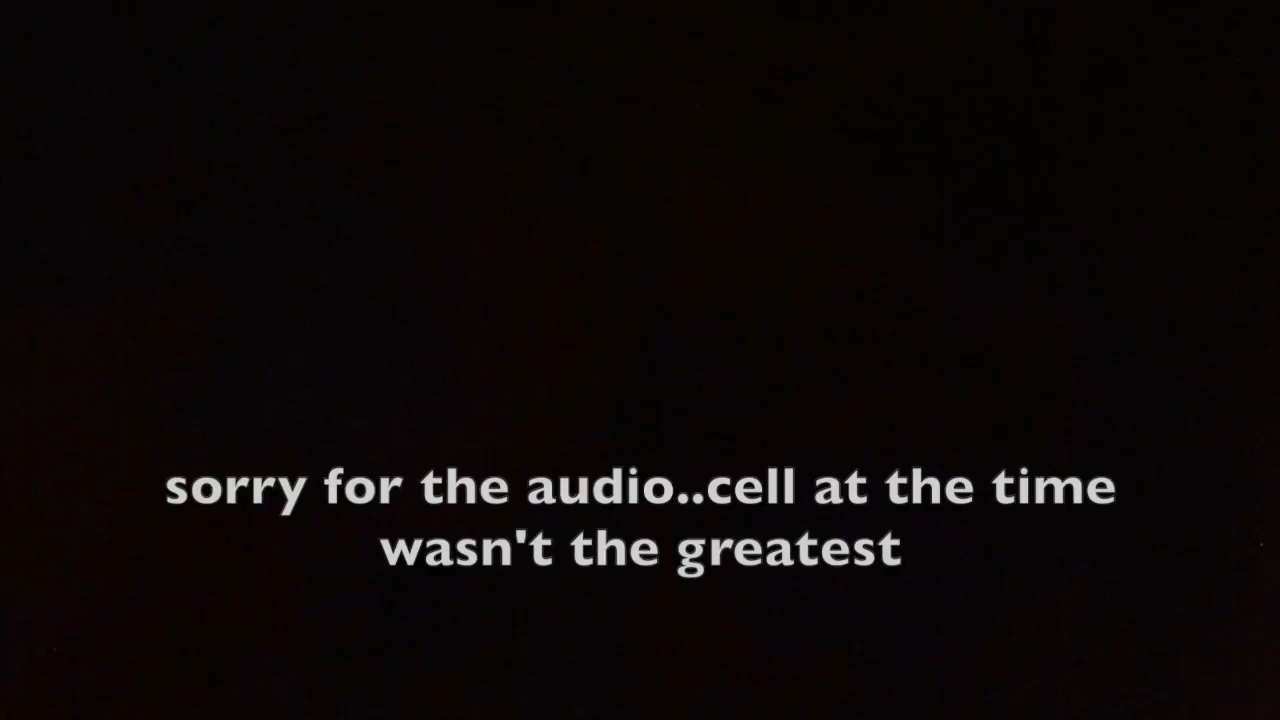 sorry for the audio..cell at the time
wasn't the greatest